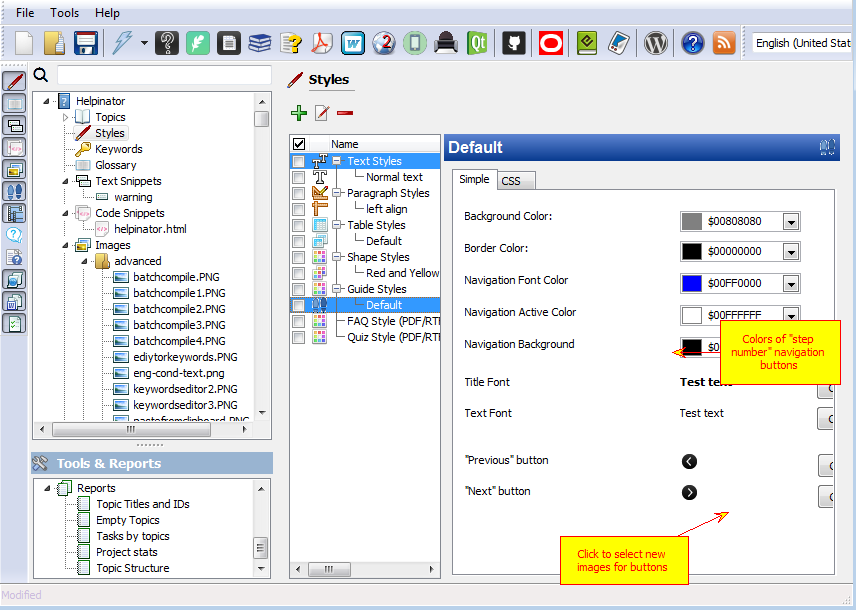 File Tools Help
English (United Stat
Helpinator
Topics
Styles
Keywords
Glossary
Text Snippets
warning
Code Snippets
helpinator.html
Images
advanced
batchcompile.PNG
batchcompile1.PNG
batchcompile2.PNG
batchcompile3.PNG
batchcompile4.PNG
ediytorkeywords.PNG
eng-cond-text.png
keywordseditor2.PNG
keywordseditor3.PNG
pastefromclipboard.PNG
Tools & Reports
Reports
Topic Titles and IDs
Empty Topics
Tasks by topics
Project stats
Topic Structure
Styles
Name
Text Styles
Normal text
Paragraph Styles
left align
Table Styles
Default
Shape Styles
Red and Yellow
Guide Styles
Default
FAQ Style (PDF/RTF
Quiz Style (PDF/RTI
Default
Simple CSS
Background Color: $00808080
Border Color: $00000000
Navigation Font Color $00FF0000
Navigation Active Color $00FFFFFF
Navigation Background $0
Colors of "step
number" navigation
buttons
Title Font Test text
Text Font Test text
"Previous" button
"Next" button
Click to select new
images for buttons
Modified